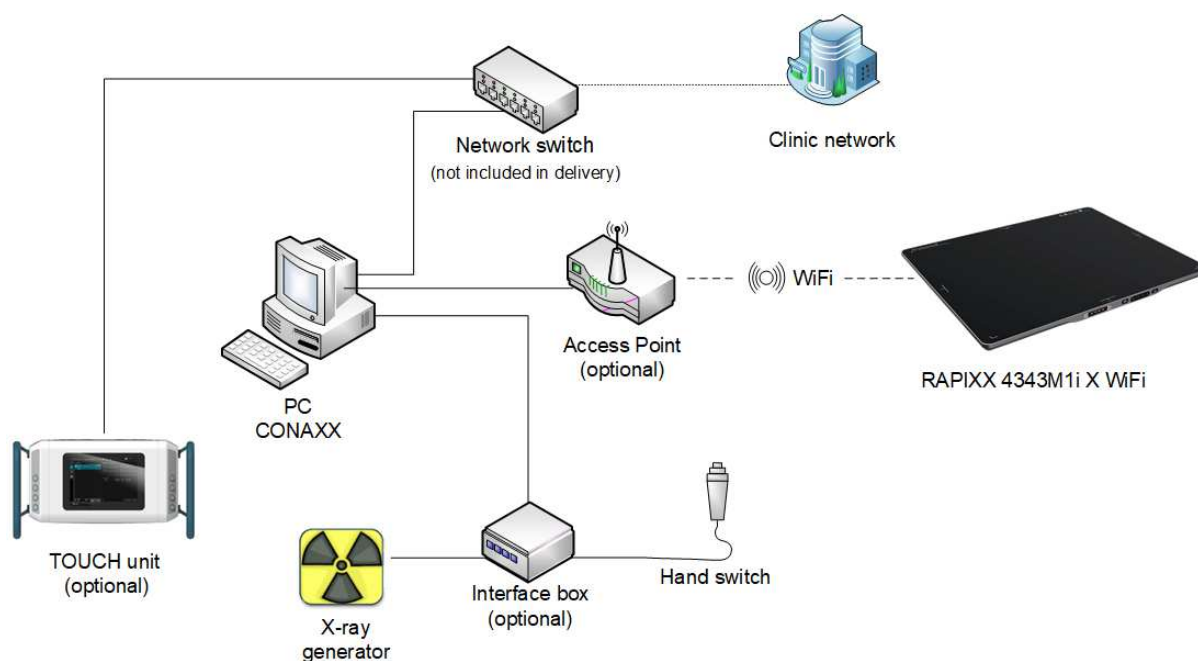 Network switch
(not included in delivery)
Clinic network
WiFi
Access Point
(optional)
RAPIXX 4343M1i X WiFi
PC
CONAXX
TOUCH unit
(optional)
X-ray
generator
Interface box
(optional)
Hand switch